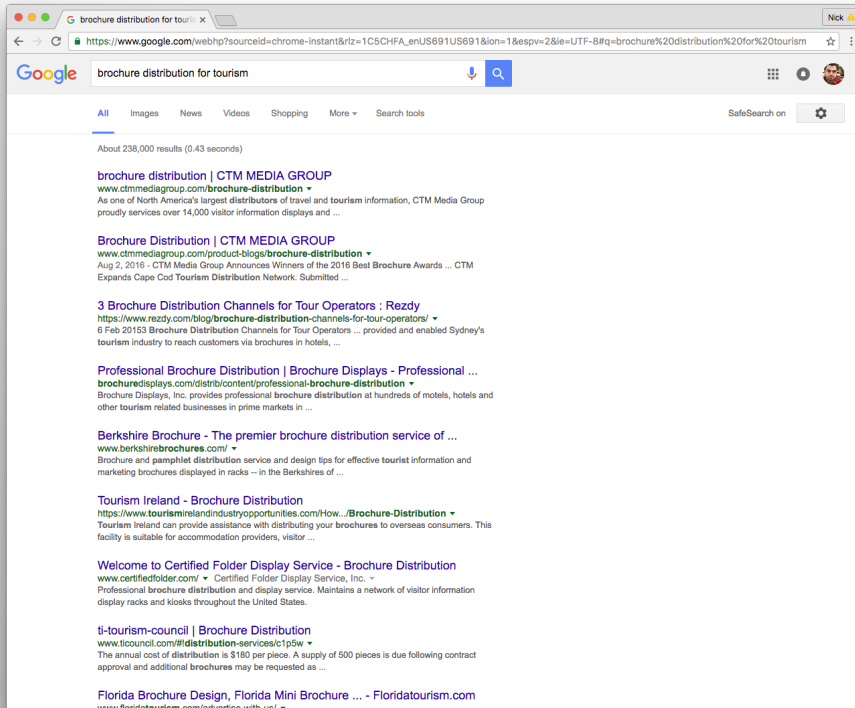 brochure distribution for touris
Nick
https://www.google.com/webhp?sourceid=chrome-instant&rlz=1C5CHFA_enUS691US691&ion=1&espv=2&ie=UTF-8#q=brochure%20distribution%20for%20tourism
Google
brochure distribution for tourism
All Images News Videos Shopping More Search tools SafeSearch on
About 238,000 results (0.43 seconds)
brochure distribution | CTM MEDIA GROUP
www.ctmmediagroup.com/brochure-distribution
As one of North America's largest distributors of travel and tourism information, CTM Media Group
proudly services over 14,000 visitor information displays and ...
Brochure Distribution | CTM MEDIA GROUP
www.ctmmediagroup.com/product-blogs/brochure-distribution
Aug 2, 2016 - CTM Media Group Announces Winners of the 2016 Best Brochure Awards ... CTM
Expands Cape Cod Tourism Distribution Network. Submitted ...
3 Brochure Distribution Channels for Tour Operators : Rezdy
https://www.rezdy.com/blog/brochure-distribution-channels-for-tour-operators/
6 Feb 20153 Brochure Distribution Channels for Tour Operators ... provided and enabled Sydney's
tourism industry to reach customers via brochures in hotels, ...
Professional Brochure Distribution | Brochure Displays - Professional ...
brochuredisplays.com/distrib/content/professional-brochure-distribution
Brochure Displays, Inc. provides professional brochure distribution at hundreds of motels, hotels and
other tourism related businesses in prime markets in ...
Berkshire Brochure - The premier brochure distribution service of ...
www.berkshirebrochures.com/
Brochure and pamphlet distribution service and design tips for effective tourist information and
marketing brochures displayed in racks -- in the Berkshires of ...
Tourism Ireland - Brochure Distribution
https://www.tourismirelandindustryopportunities.com/How.../Brochure-Distribution
Tourism Ireland can provide assistance with distributing your brochures to overseas consumers. This
facility is suitable for accommodation providers, visitor ...
Welcome to Certified Folder Display Service - Brochure Distribution
www.certifiedfolder.com/ Certified Folder Display Service, Inc.
Professional brochure distribution and display service. Maintains a network of visitor information
display racks and kiosks throughout the United States.
ti-tourism-council | Brochure Distribution
www.ticouncil.com/#!distribution-services/c1p5w
The annual cost of distribution is $180 per piece. A supply of 500 pieces is due following contract
approval and additional brochures may be requested as ...
Florida Brochure Design, Florida Mini Brochure ... - Floridatourism.com
www.floridatourism.com/advertise-with-us/